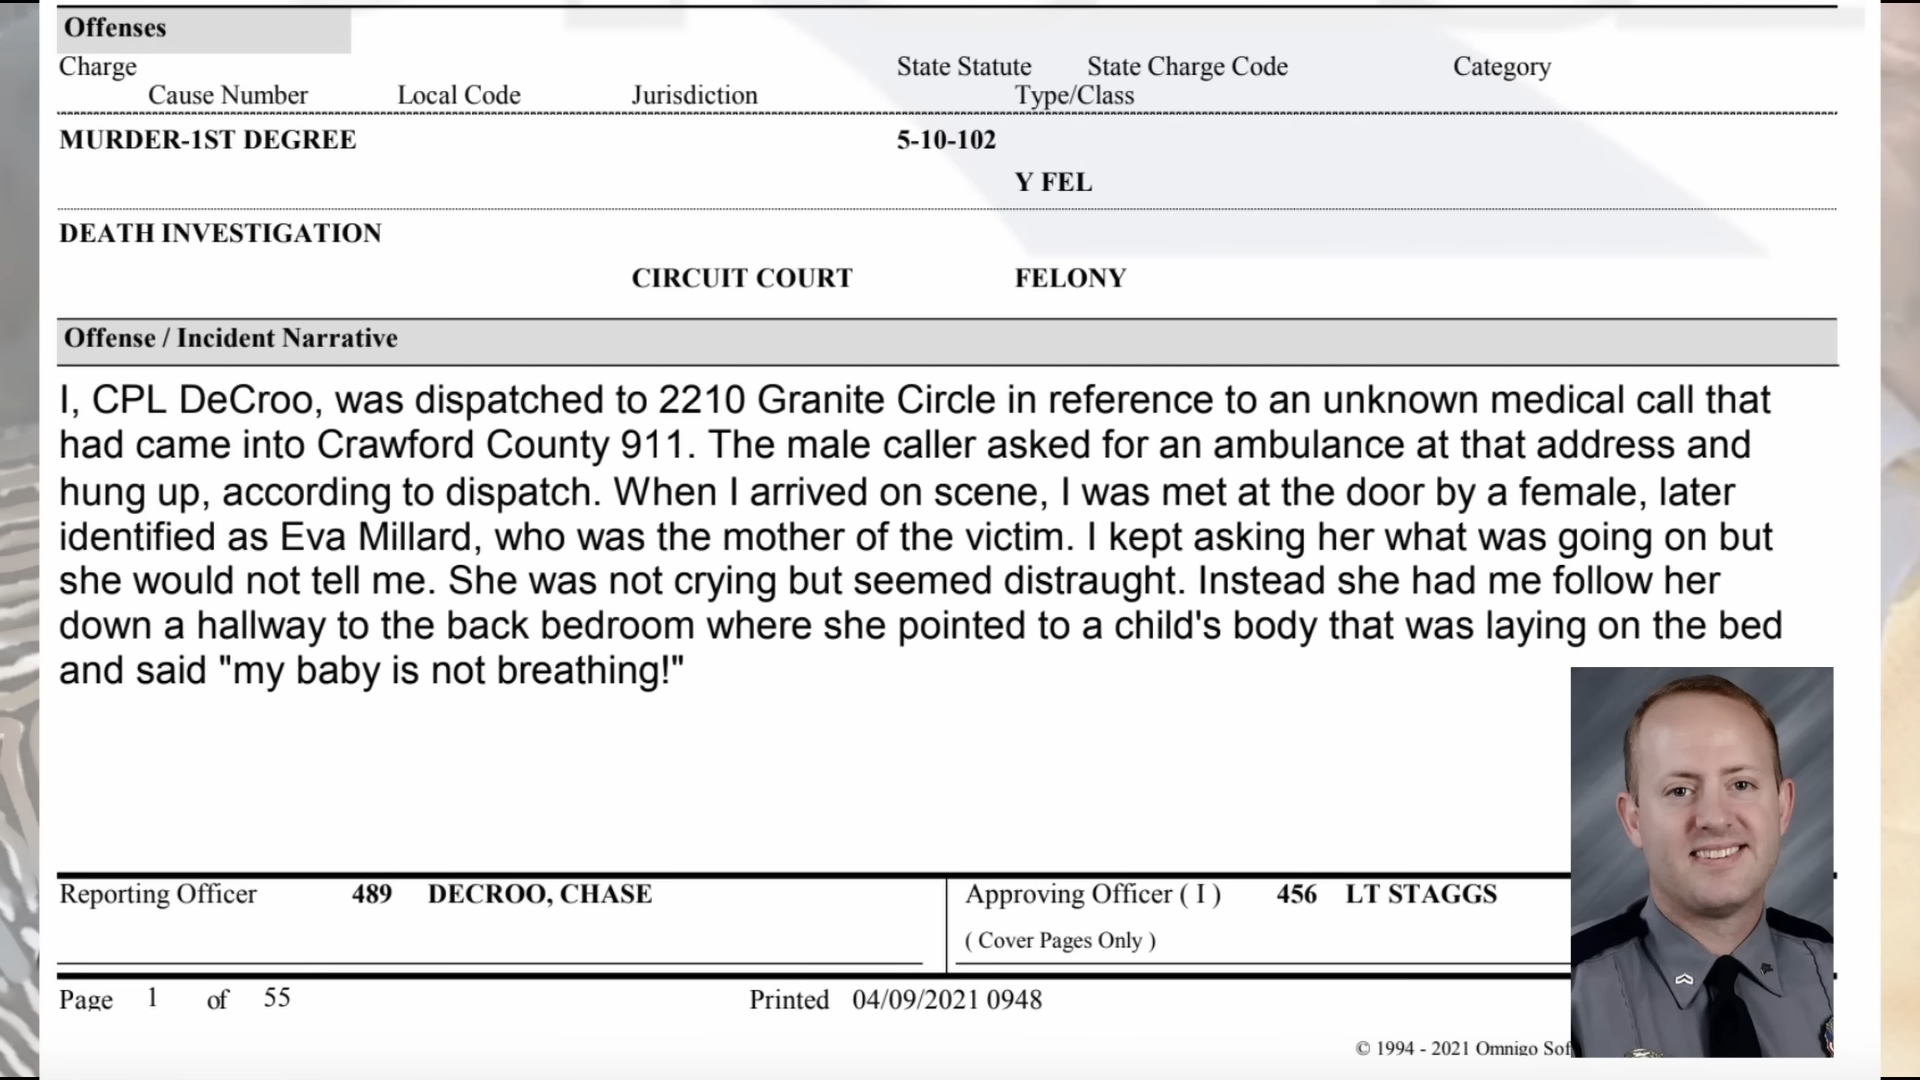 Offenses
Charge State Statute State Charge Code Category
Cause Number Local Code Jurisdiction Type/Class
MURDER-1ST DEGREE 5-10-102
Y FEL
DEATH INVESTIGATION
CIRCUIT COURT FELONY
Offense / Incident Narrative
I, CPL DeCroo, was dispatched to 2210 Granite Circle in reference to an unknown medical call that
had came into Crawford County 911. The male caller asked for an ambulance at that address and
hung up, according to dispatch. When I arrived on scene, I was met at the door by a female, later
identified as Eva Millard, who was the mother of the victim. I kept asking her what was going on but
she would not tell me. She was not crying but seemed distraught. Instead she had me follow her
down a hallway to the back bedroom where she pointed to a child's body that was laying on the bed
and said "my baby is not breathing!"
Reporting Officer 489 DECROO, CHASE Approving Officer ( I ) 456 LT STAGGS
( Cover Pages Only )
Page 1 of 55 Printed 04/09/2021 0948
© 1994 - 2021 Omnigo Sof